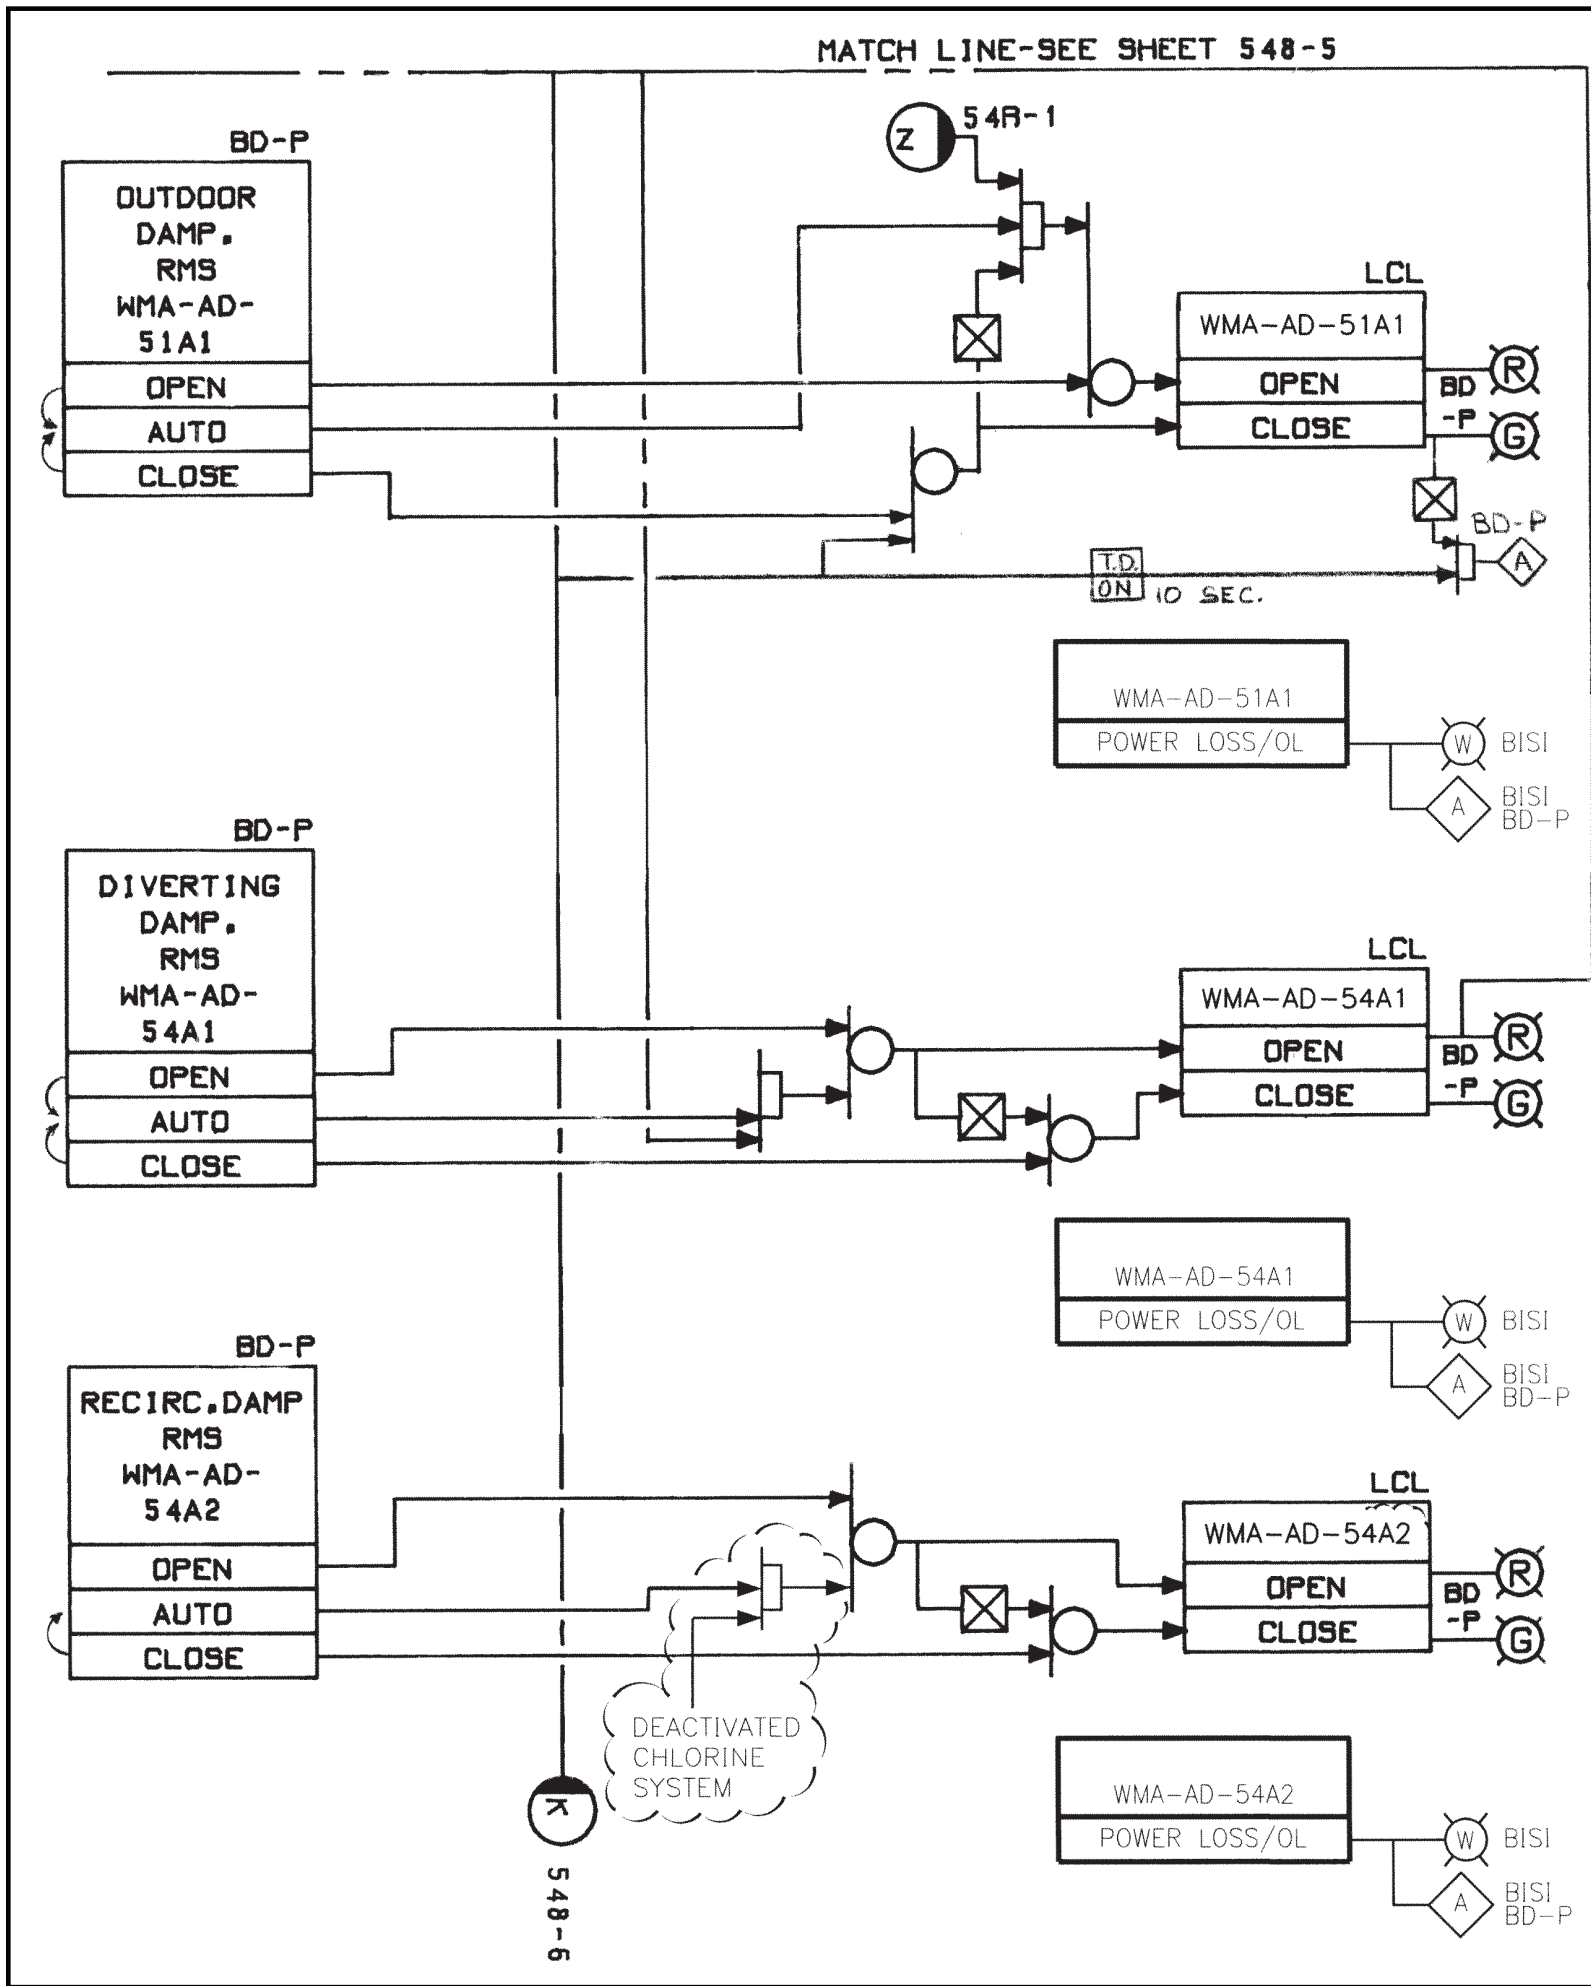 MATCH LINE-SEE SHEET 548-5
Z
54R-1
BD-P
OUTDOOR
DAMP.
RMS
WMA-AD-
51A1
OPEN
AUTO
CLOSE
LCL
WMA-AD-51A1
OPEN
CLOSE
R
BD
-P
G
BD-P
A
T.D.
ON
10 SEC.
WMA-AD-51A1
POWER LOSS/OL
W
BISI
A
BISI
BD-P
BD-P
DIVERTING
DAMP.
RMS
WMA-AD-
54A1
OPEN
AUTO
CLOSE
LCL
WMA-AD-54A1
OPEN
CLOSE
R
BD
-P
G
WMA-AD-54A1
POWER LOSS/OL
W
BISI
A
BISI
BD-P
BD-P
RECIRC.DAMP
RMS
WMA-AD-
54A2
OPEN
AUTO
CLOSE
LCL
WMA-AD-54A2
OPEN
CLOSE
R
BD
-P
G
DEACTIVATED
CHLORINE
SYSTEM
WMA-AD-54A2
POWER LOSS/OL
W
BISI
A
BISI
BD-P
K
548-6